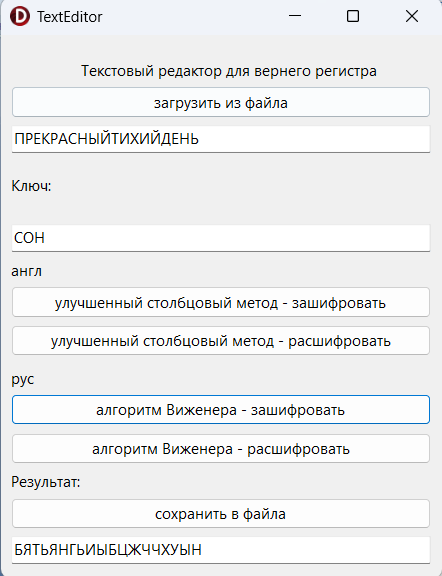 TextEditor
Текстовый редактор для вернего регистра
загрузить из файла
ПРЕКРАСНЫЙТИХИЙДЕНЬ
Ключ:
СОН
англ
улучшенный столбцовый метод - зашифровать
улучшенный столбцовый метод - расшифровать
рус
алгоритм Виженера - зашифровать
алгоритм Виженера - расшифровать
Результат:
сохранить в файла
БЯТЬЯНГЬИЫБЦЖЧЧХУЫН